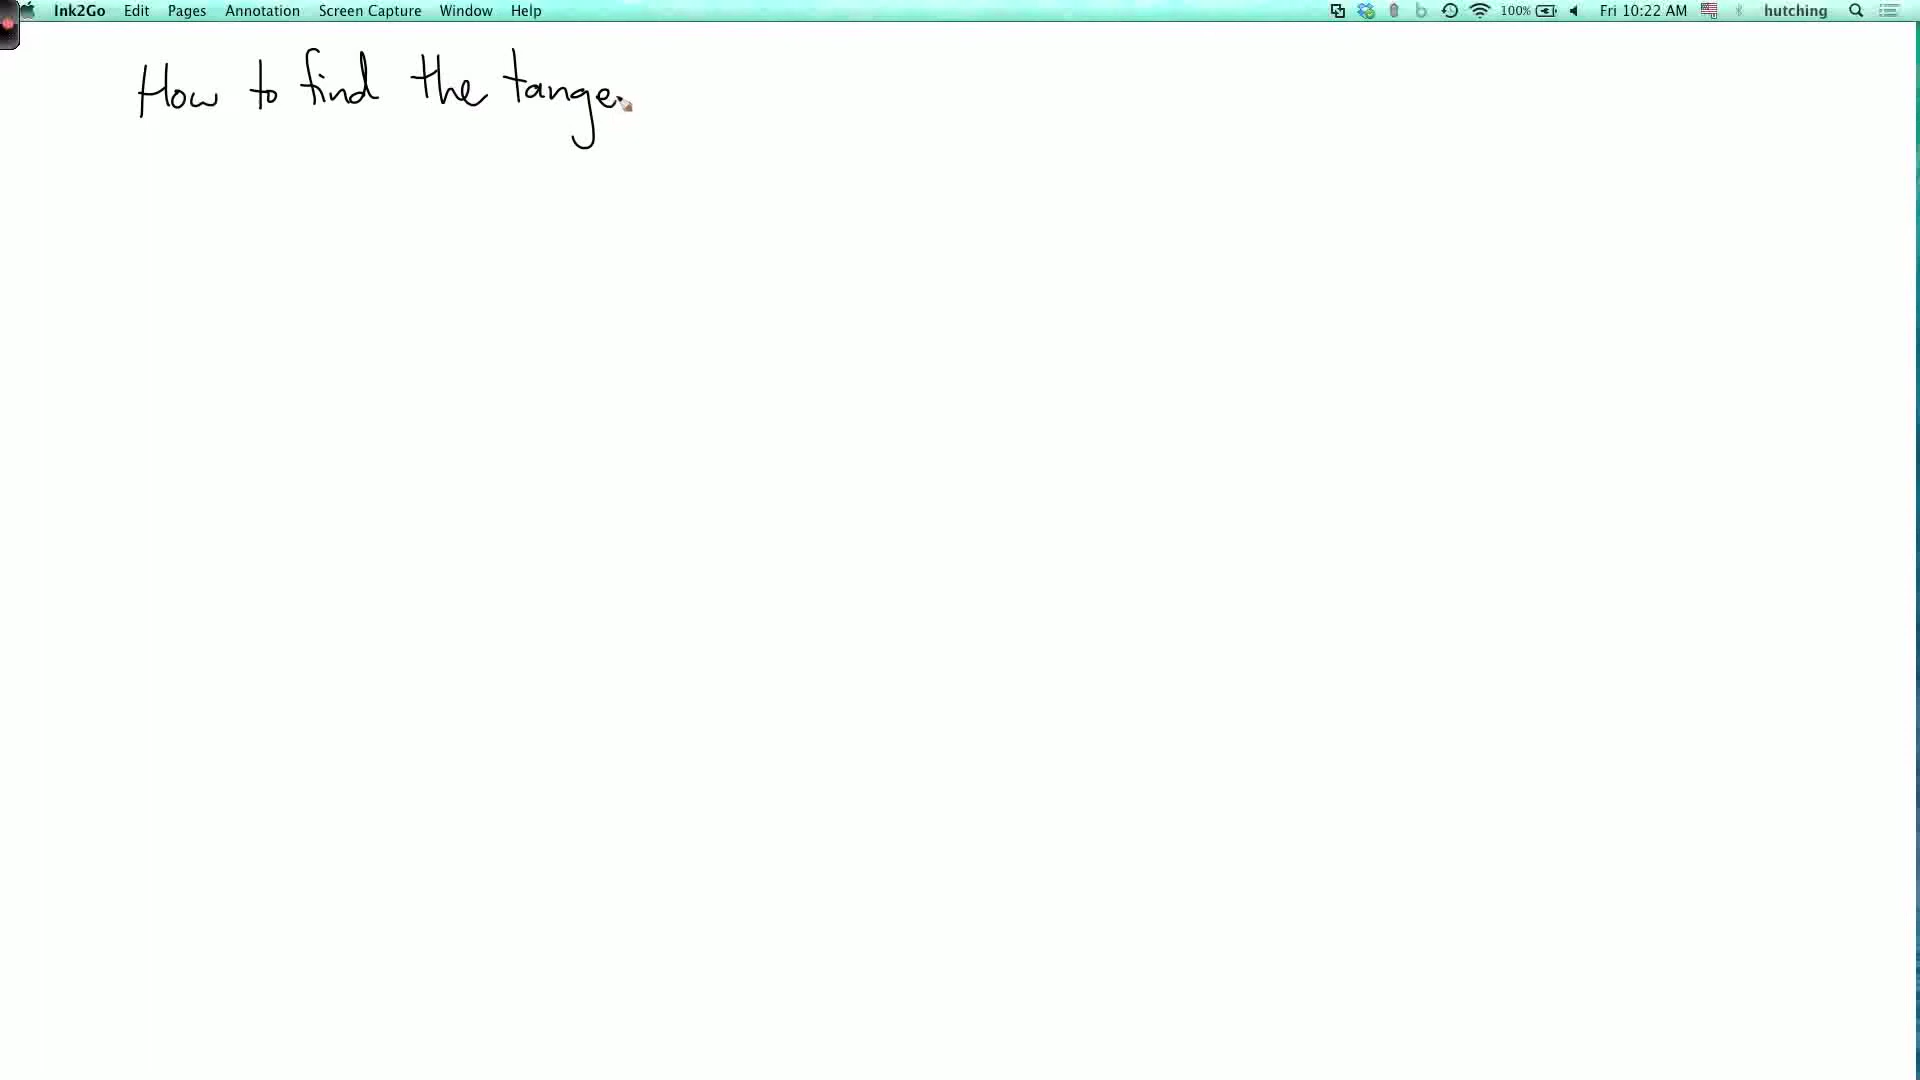 Ink2Go Edit Pages Annotation Screen Capture Window Help 100% Fri 10:22 AM hutching
How to find the tange